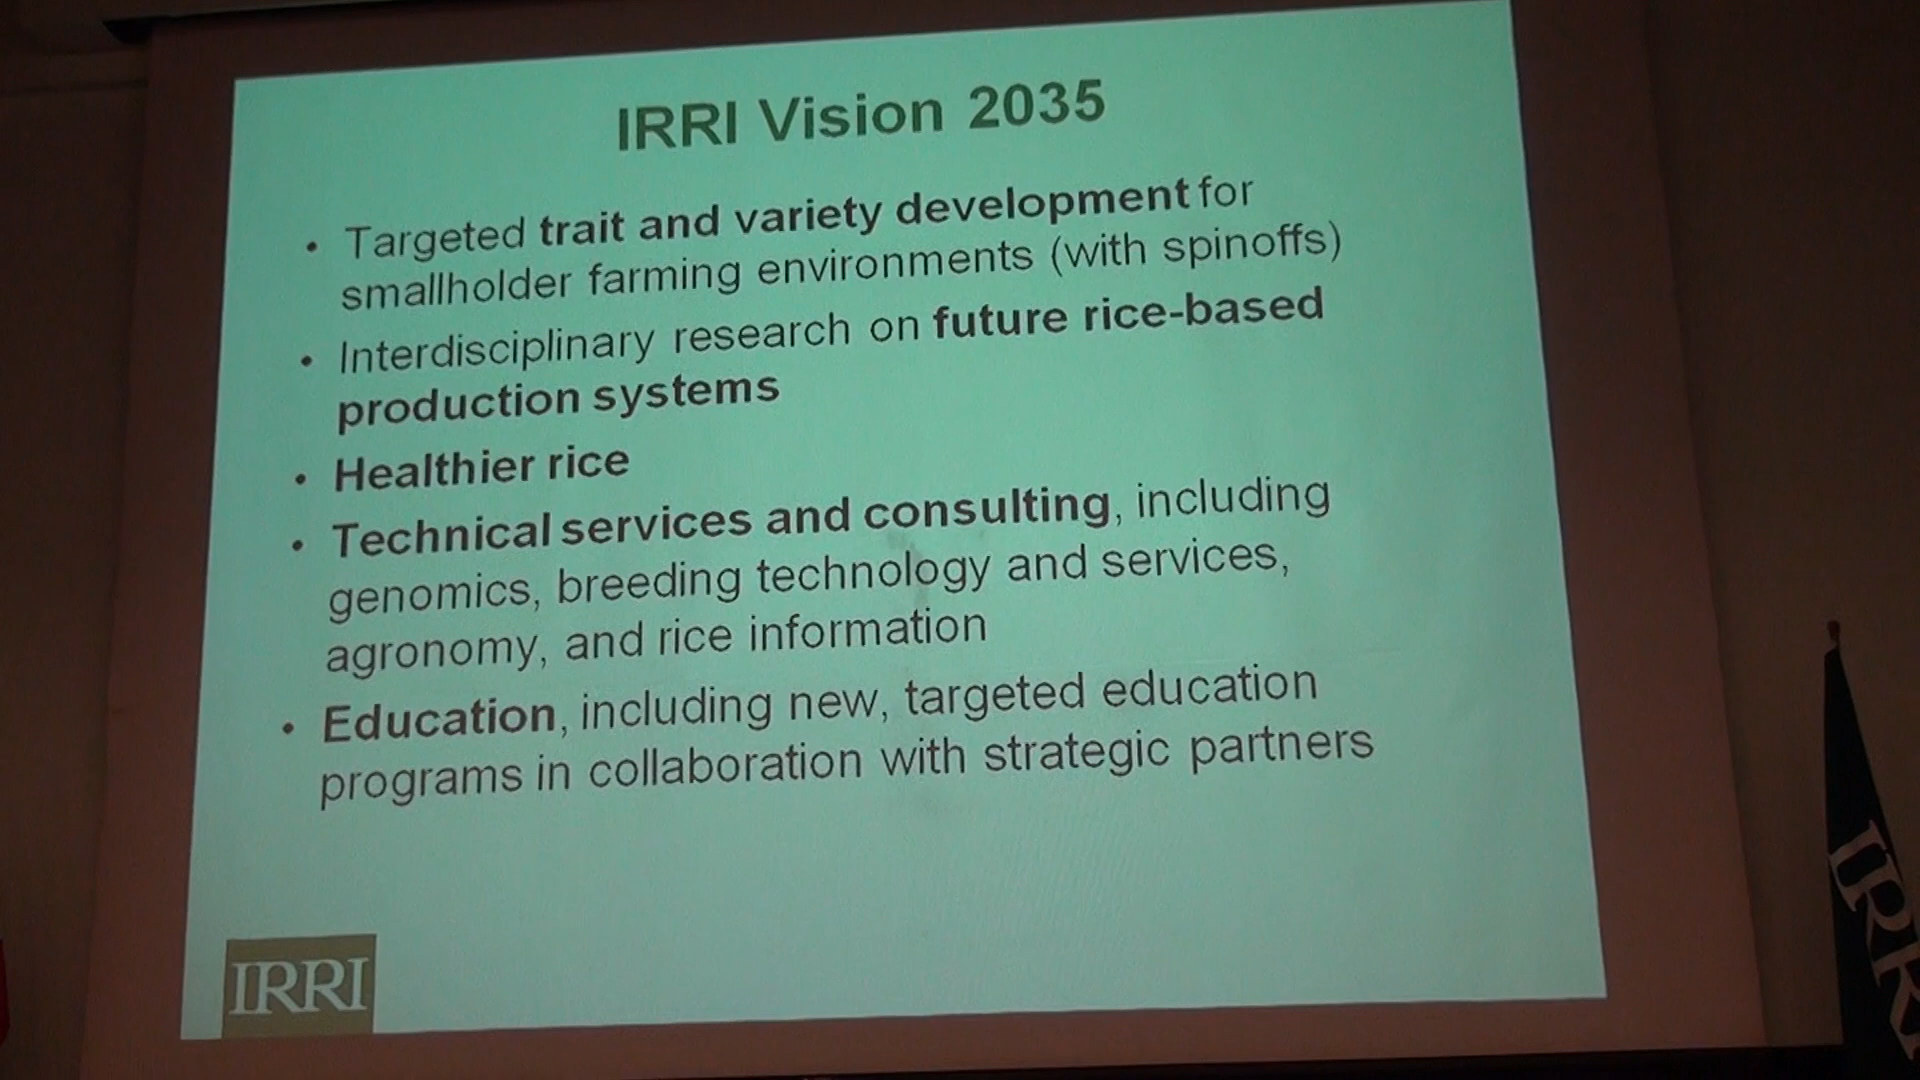 IRRI Vision 2035
• Targeted trait and variety development for
smallholder farming environments (with spinoffs)
• Interdisciplinary research on future rice-based
production systems
• Healthier rice
• Technical services and consulting, including
genomics, breeding technology and services,
agronomy, and rice information
• Education, including new, targeted education
programs in collaboration with strategic partners
IRRI
IRRI